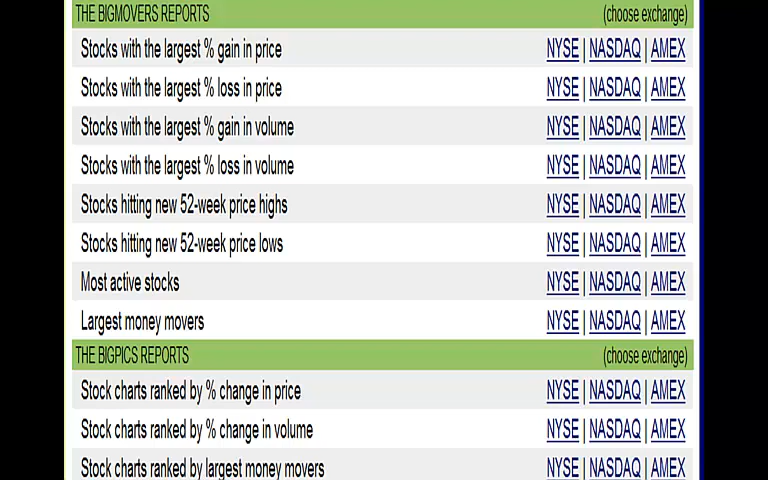 THE BIGMOVERS REPORTS (choose exchange)
Stocks with the largest % gain in price NYSE | NASDAQ | AMEX
Stocks with the largest % loss in price NYSE | NASDAQ | AMEX
Stocks with the largest % gain in volume NYSE | NASDAQ | AMEX
Stocks with the largest % loss in volume NYSE | NASDAQ | AMEX
Stocks hitting new 52-week price highs NYSE | NASDAQ | AMEX
Stocks hitting new 52-week price lows NYSE | NASDAQ | AMEX
Most active stocks NYSE | NASDAQ | AMEX
Largest money movers NYSE | NASDAQ | AMEX
THE BIGPICS REPORTS (choose exchange)
Stock charts ranked by % change in price NYSE | NASDAQ | AMEX
Stock charts ranked by % change in volume NYSE | NASDAQ | AMEX
Stock charts ranked by largest money movers NYSE | NASDAQ | AMEX